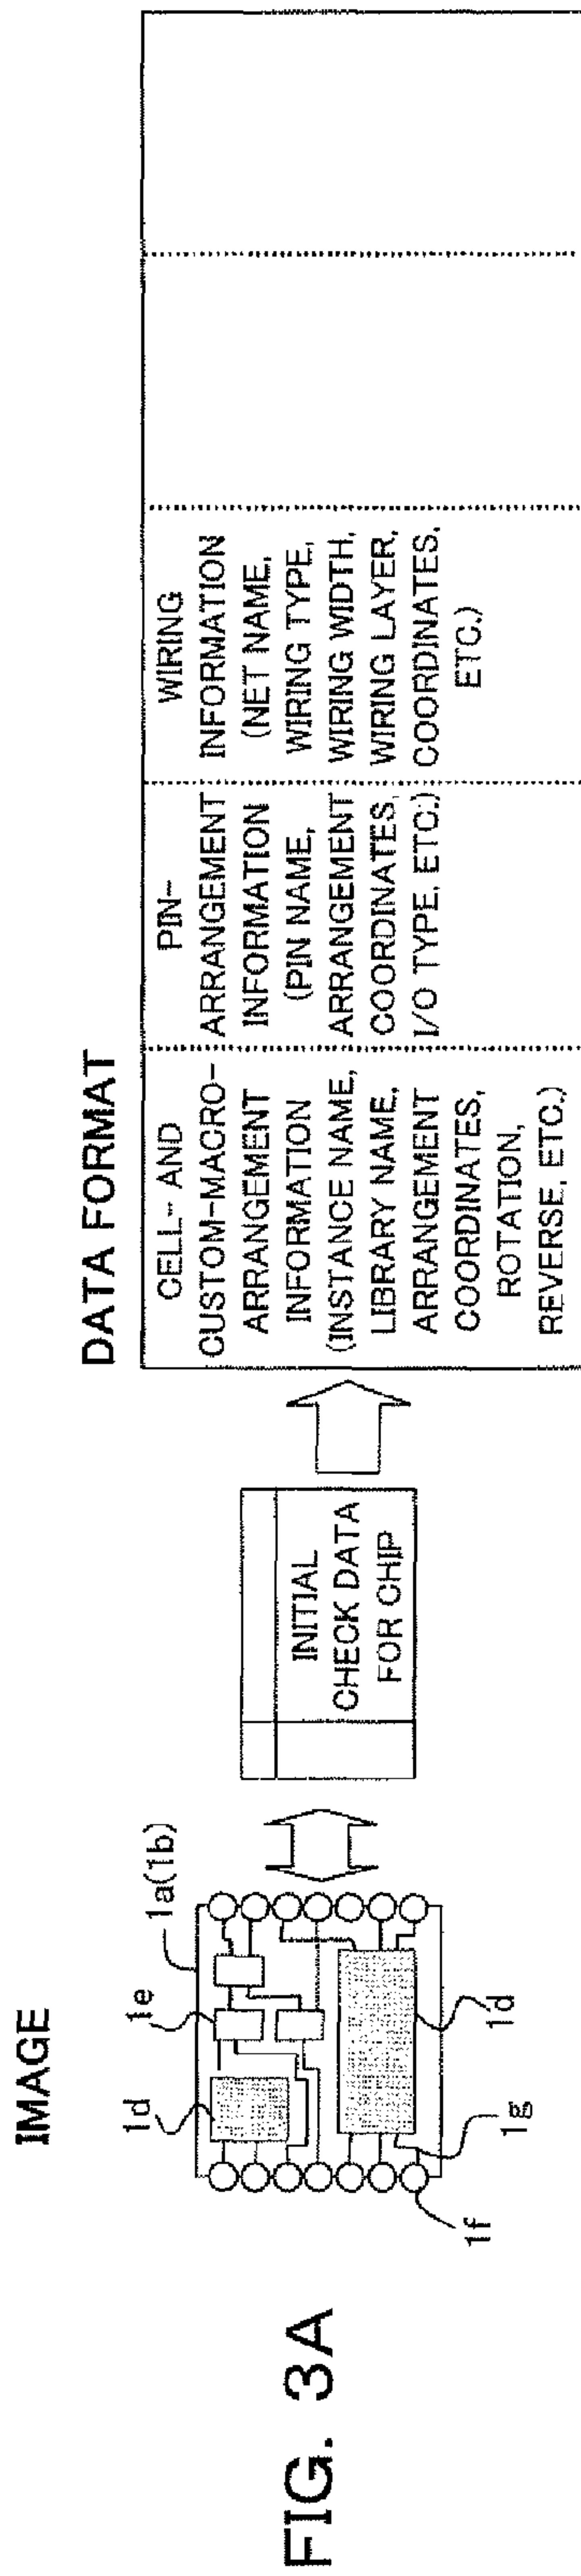 FIG. 3A
IMAGE
1d
1e
1a(1b)
1f
1g
1d
INITIAL
CHECK DATA
FOR CHIP
DATA FORMAT
CELL- AND
CUSTOM-MACRO-
ARRANGEMENT
INFORMATION
(INSTANCE NAME,
LIBRARY NAME,
ARRANGEMENT
COORDINATES,
ROTATION,
REVERSE, ETC.)
PIN-
ARRANGEMENT
INFORMATION
(PIN NAME,
ARRANGEMENT
COORDINATES,
I/O TYPE, ETC.)
WIRING
INFORMATION
(NET NAME,
WIRING TYPE,
WIRING WIDTH,
WIRING LAYER,
COORDINATES,
ETC.)